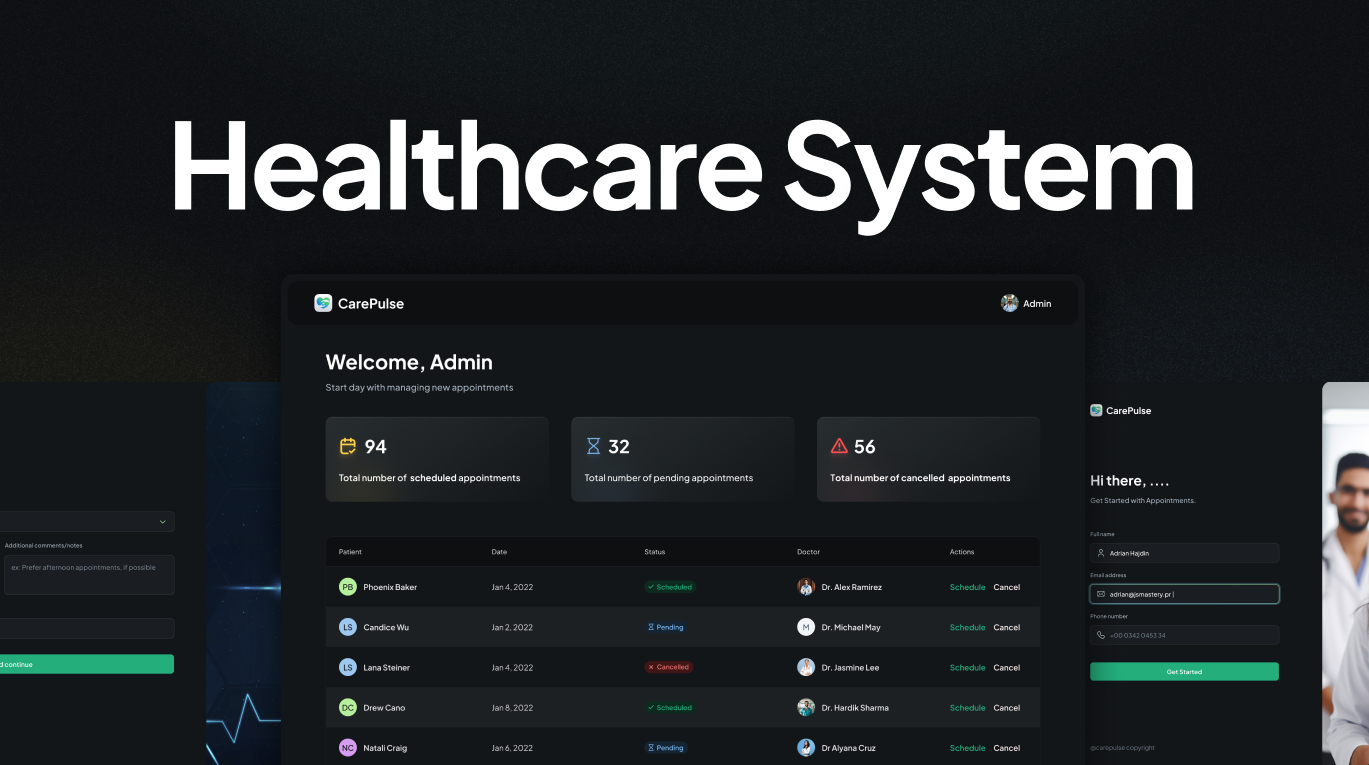 Healthcare System
CarePulse
Admin
Welcome, Admin
Start day with managing new appointments
94
Total number of scheduled appointments
32
Total number of pending appointments
56
Total number of cancelled appointments
Patient Date Status Doctor Actions
PB Phoenix Baker Jan 4, 2022 Scheduled Dr. Alex Ramirez Schedule Cancel
LS Candice Wu Jan 2, 2022 Pending M Dr. Michael May Schedule Cancel
LS Lana Steiner Jan 4, 2022 Cancelled Dr. Jasmine Lee Schedule Cancel
DC Drew Cano Jan 8, 2022 Scheduled Dr. Hardik Sharma Schedule Cancel
NC Natali Craig Jan 6, 2022 Pending Dr Alyana Cruz Schedule Cancel
Additional comments/notes
ex: Prefer afternoon appointments, if possible
d continue
CarePulse
Hi there, ....
Get Started with Appointments.
Full name
Adrian Hajdin
Email address
adrian@jsmastery.pr
Phone number
+00 0342 0453 34
Get Started
@carepulse copyright